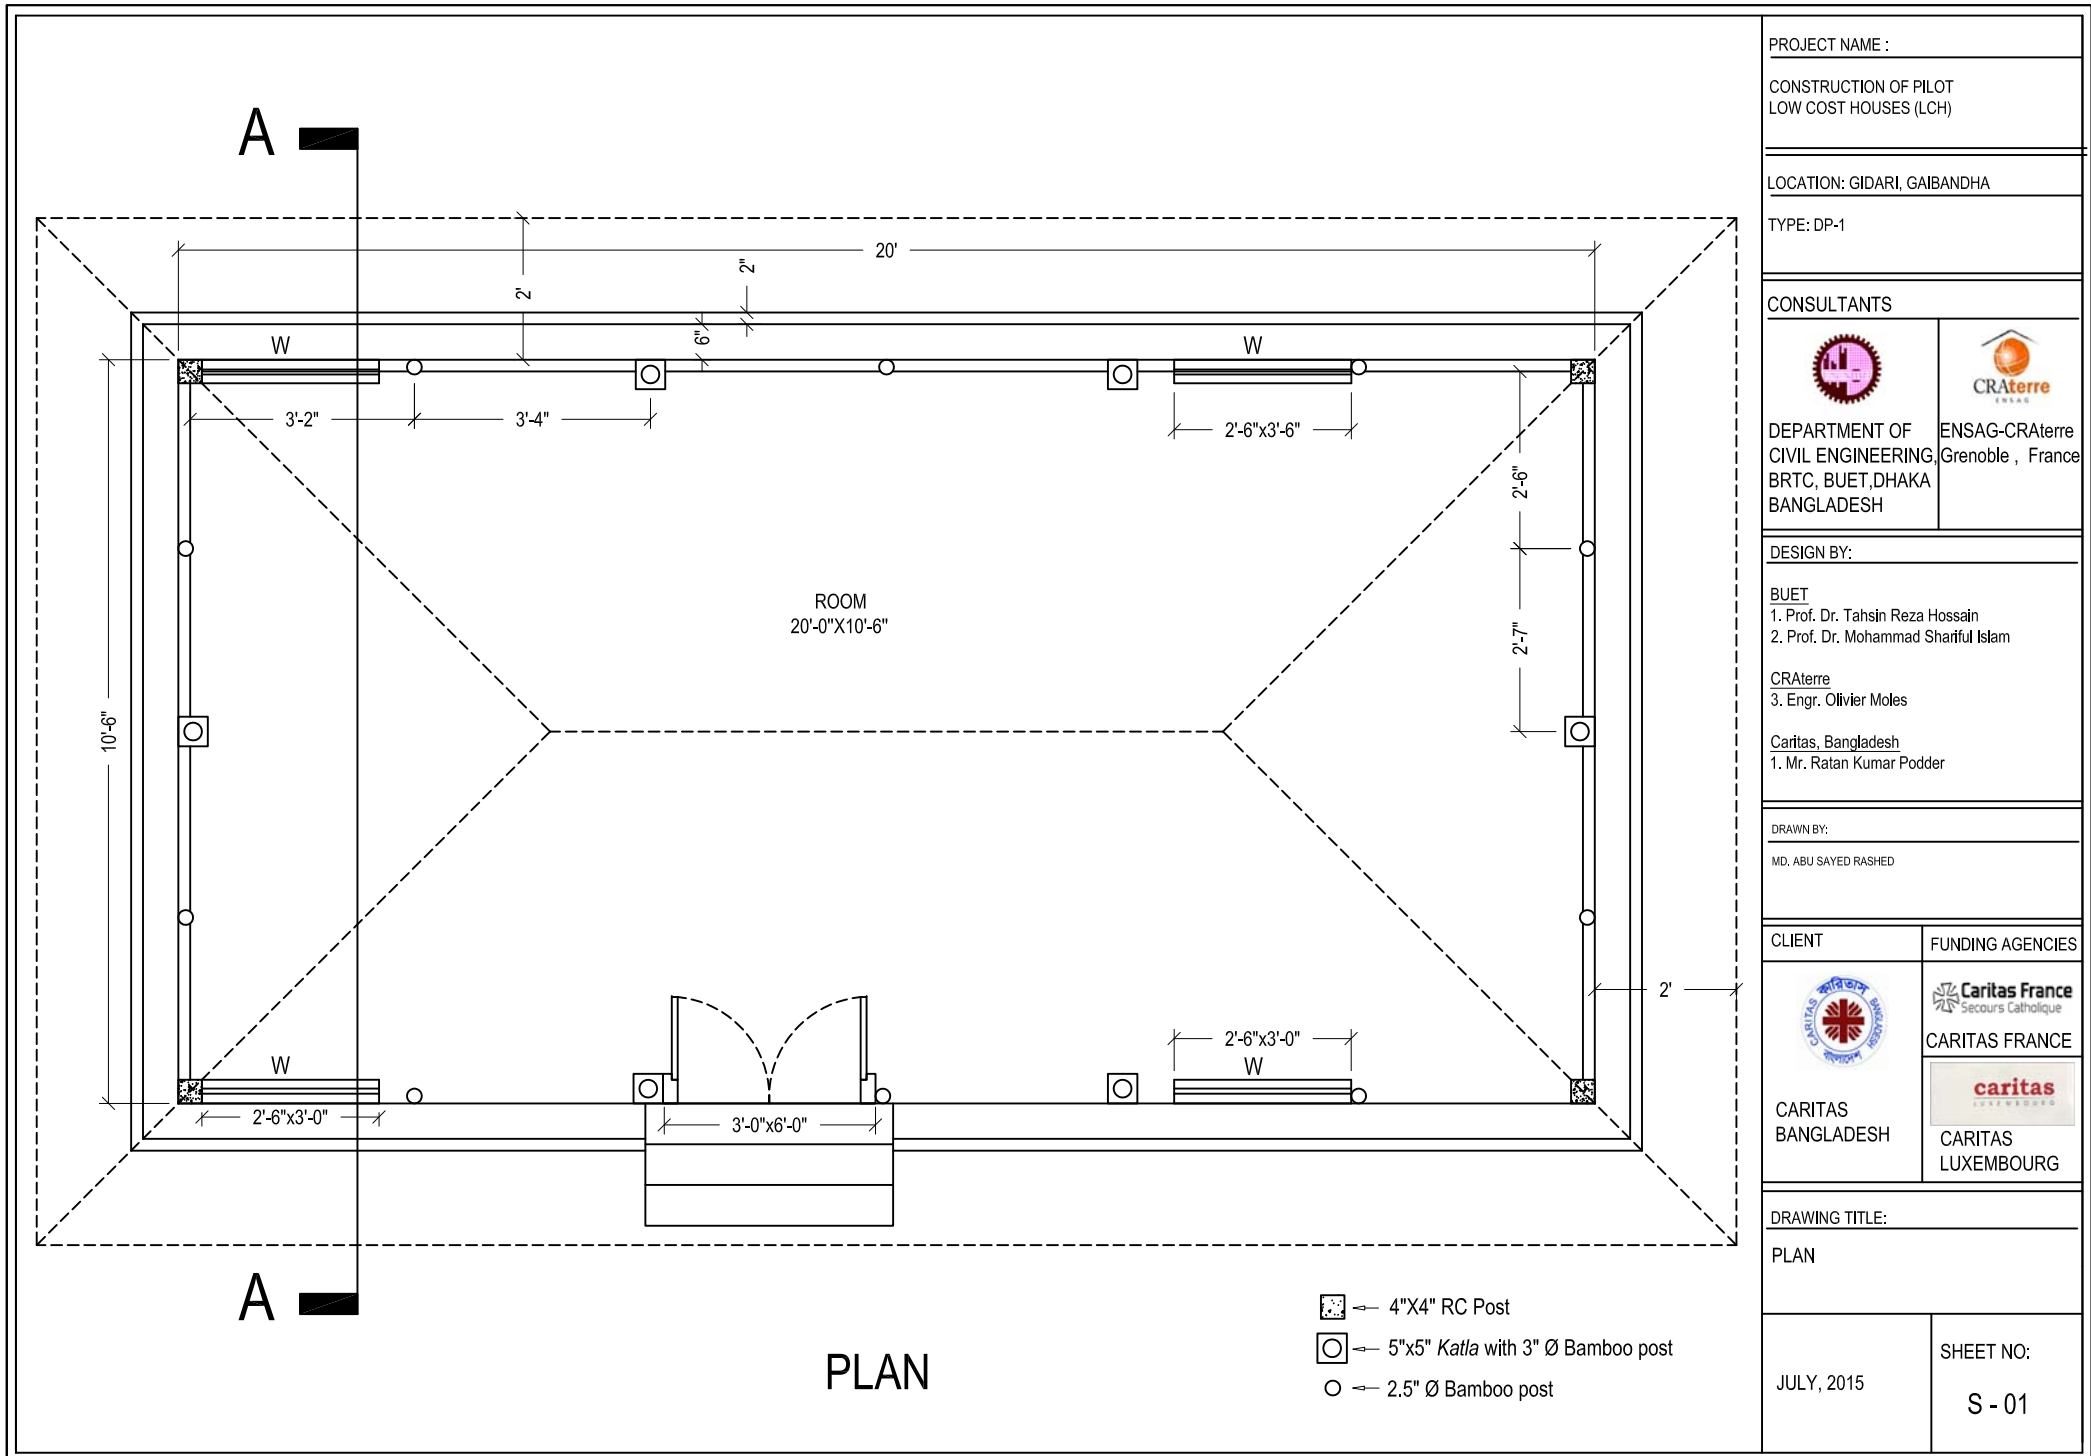 A
20'
2'
2"
6"
W
W
3'-2"
3'-4"
2'-6"x3'-6"
2'-6"
2'-7"
ROOM
20'-0"X10'-6"
10'-6"
2'
W
2'-6"x3'-0"
3'-0"x6'-0"
2'-6"x3'-0"
W
A
PLAN
4"X4" RC Post
5"x5" Katla with 3" Ø Bamboo post
2.5" Ø Bamboo post
PROJECT NAME :
CONSTRUCTION OF PILOT
LOW COST HOUSES (LCH)
LOCATION: GIDARI, GAIBANDHA
TYPE: DP-1
CONSULTANTS
DEPARTMENT OF
CIVIL ENGINEERING,
BRTC, BUET,DHAKA
BANGLADESH
CRAterre
ENSAG
ENSAG-CRAterre
Grenoble , France
DESIGN BY:
BUET
1. Prof. Dr. Tahsin Reza Hossain
2. Prof. Dr. Mohammad Shariful Islam
CRAterre
3. Engr. Olivier Moles
Caritas, Bangladesh
1. Mr. Ratan Kumar Podder
DRAWN BY:
MD. ABU SAYED RASHED
CLIENT
কারিতাস
CARITAS
BANGLADESH
বাংলাদেশ
CARITAS
BANGLADESH
FUNDING AGENCIES
Caritas France
Secours Catholique
CARITAS FRANCE
caritas
LUXEMBOURG
CARITAS
LUXEMBOURG
DRAWING TITLE:
PLAN
JULY, 2015
SHEET NO:
S - 01